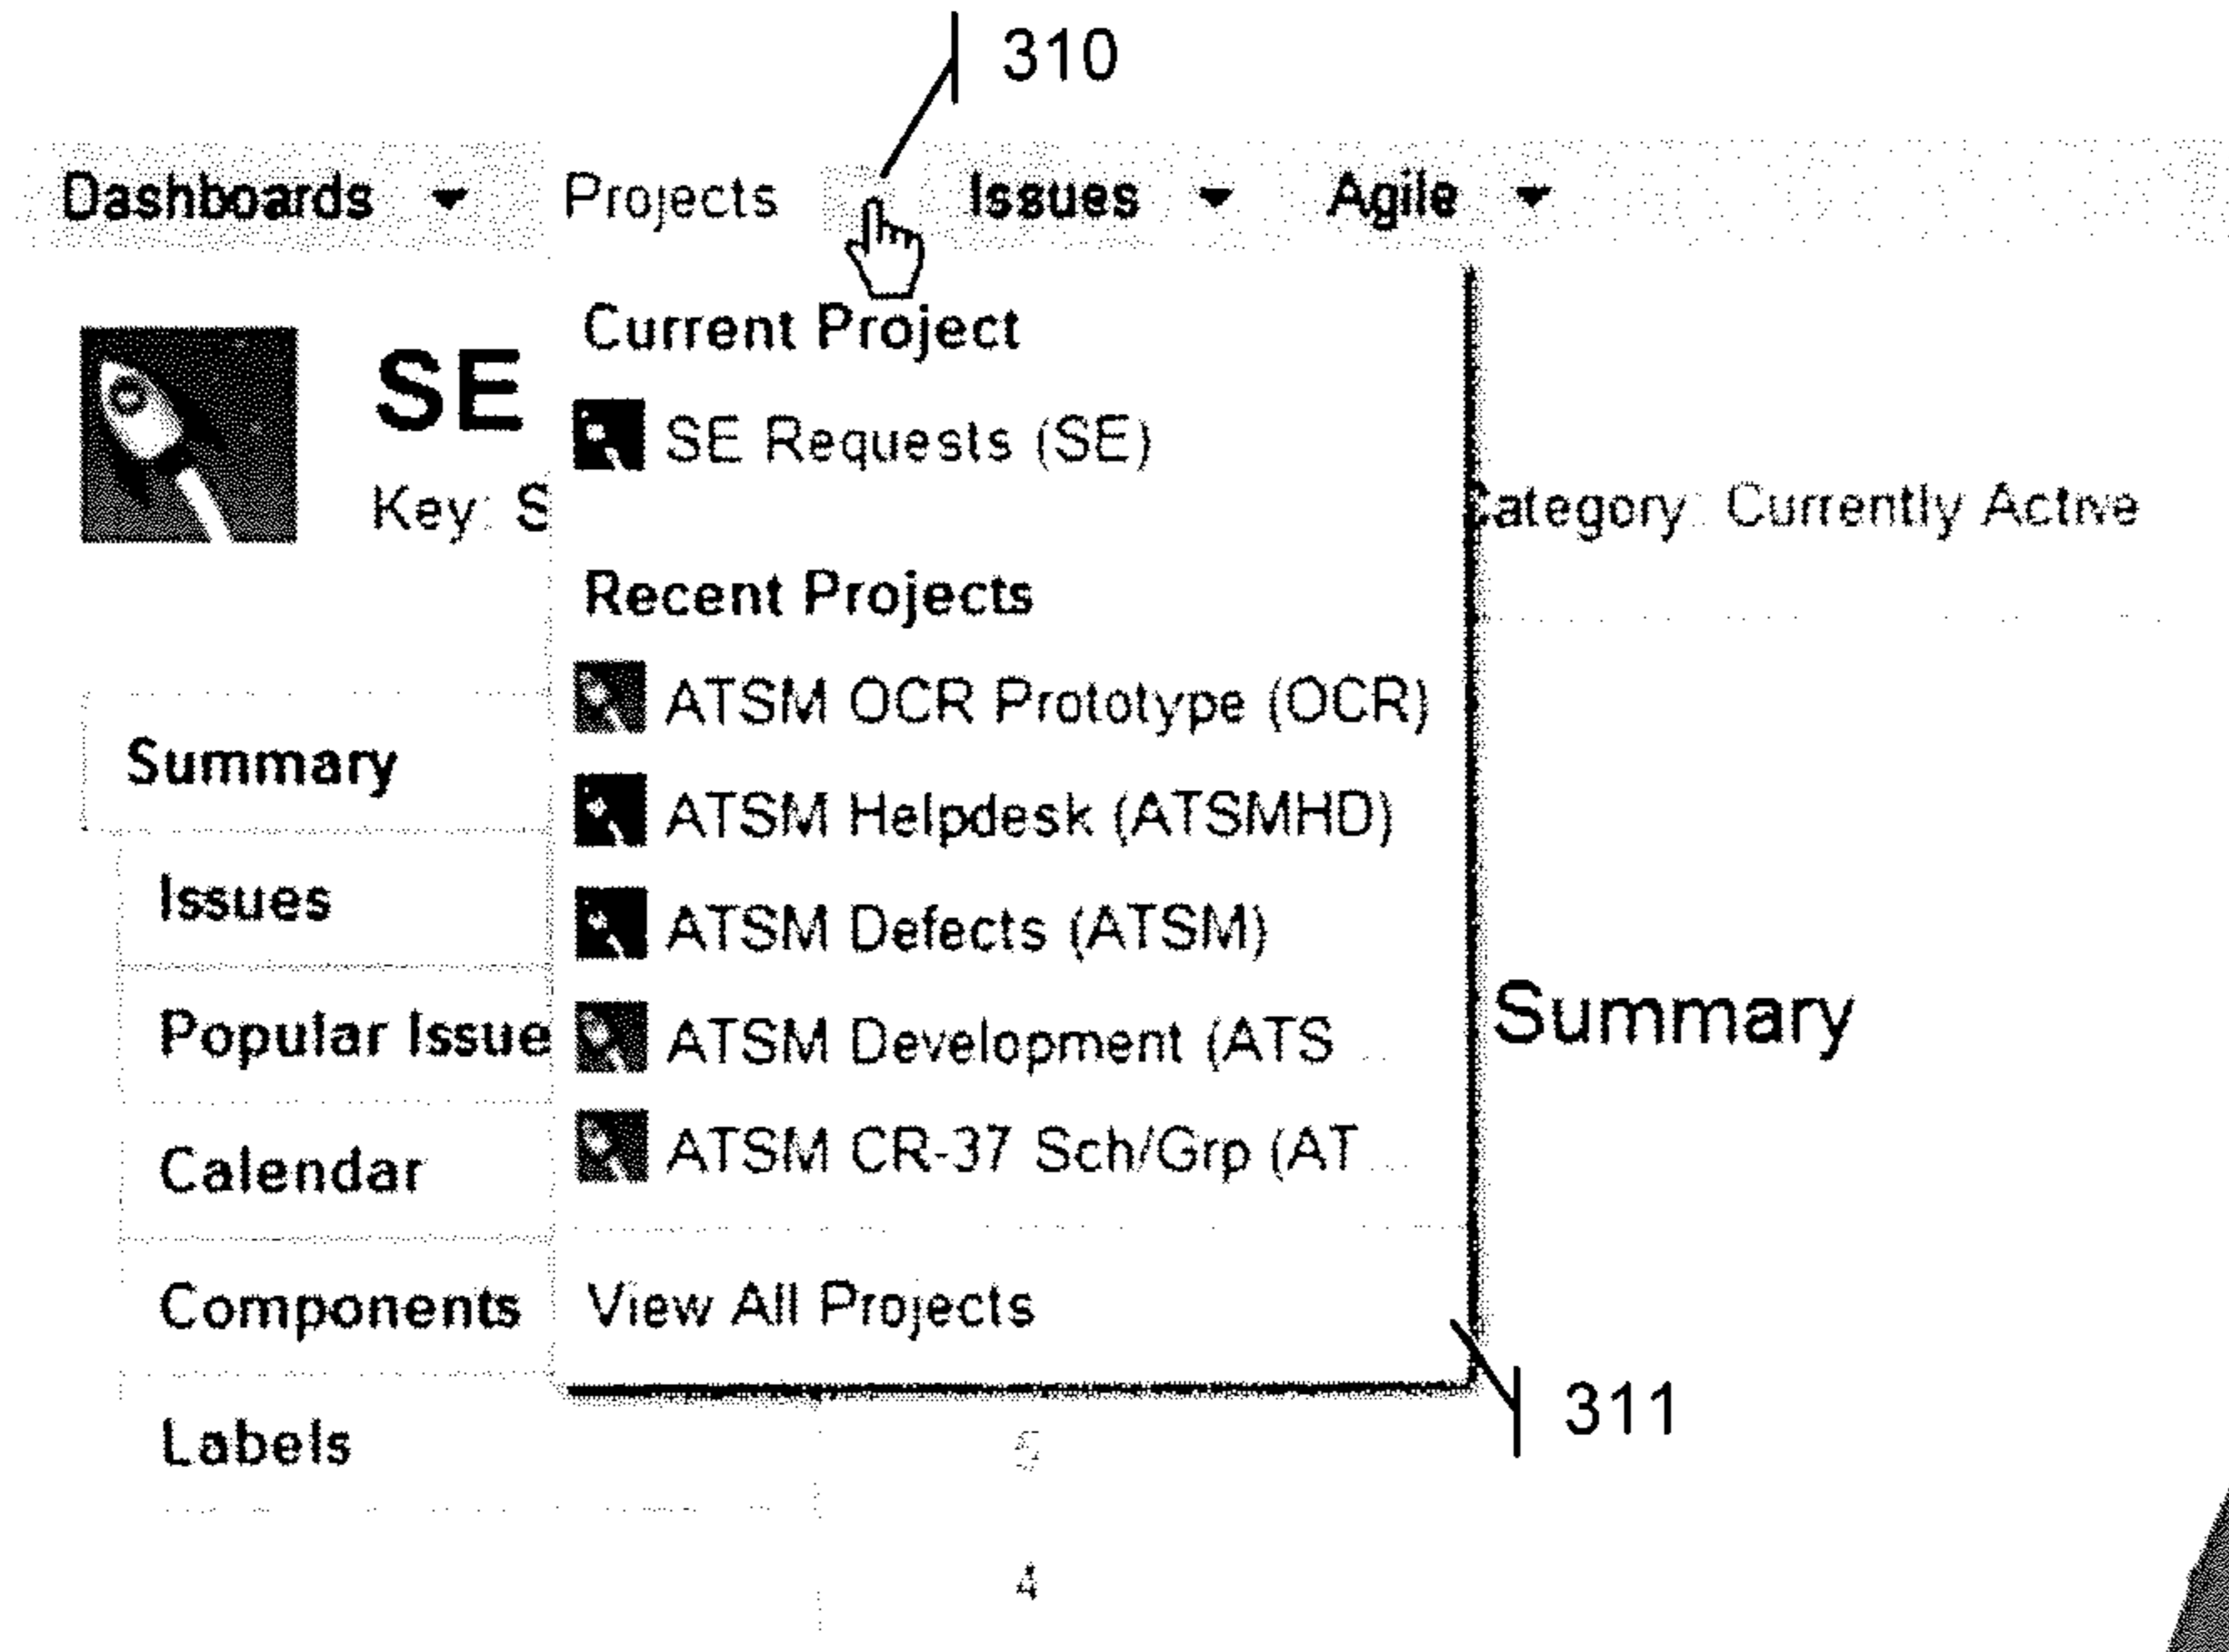 310
Dashboards Projects Issues Agile
Current Project
SE
SE Requests (SE)
Key: S
Category: Currently Active
Recent Projects
ATSM OCR Prototype (OCR)
Summary
ATSM Helpdesk (ATSMHD)
Issues
ATSM Defects (ATSM)
Summary
Popular Issue
ATSM Development (ATS ...
ATSM CR-37 Sch/Grp (AT ...
Calendar
Components
View All Projects
311
Labels
5
4